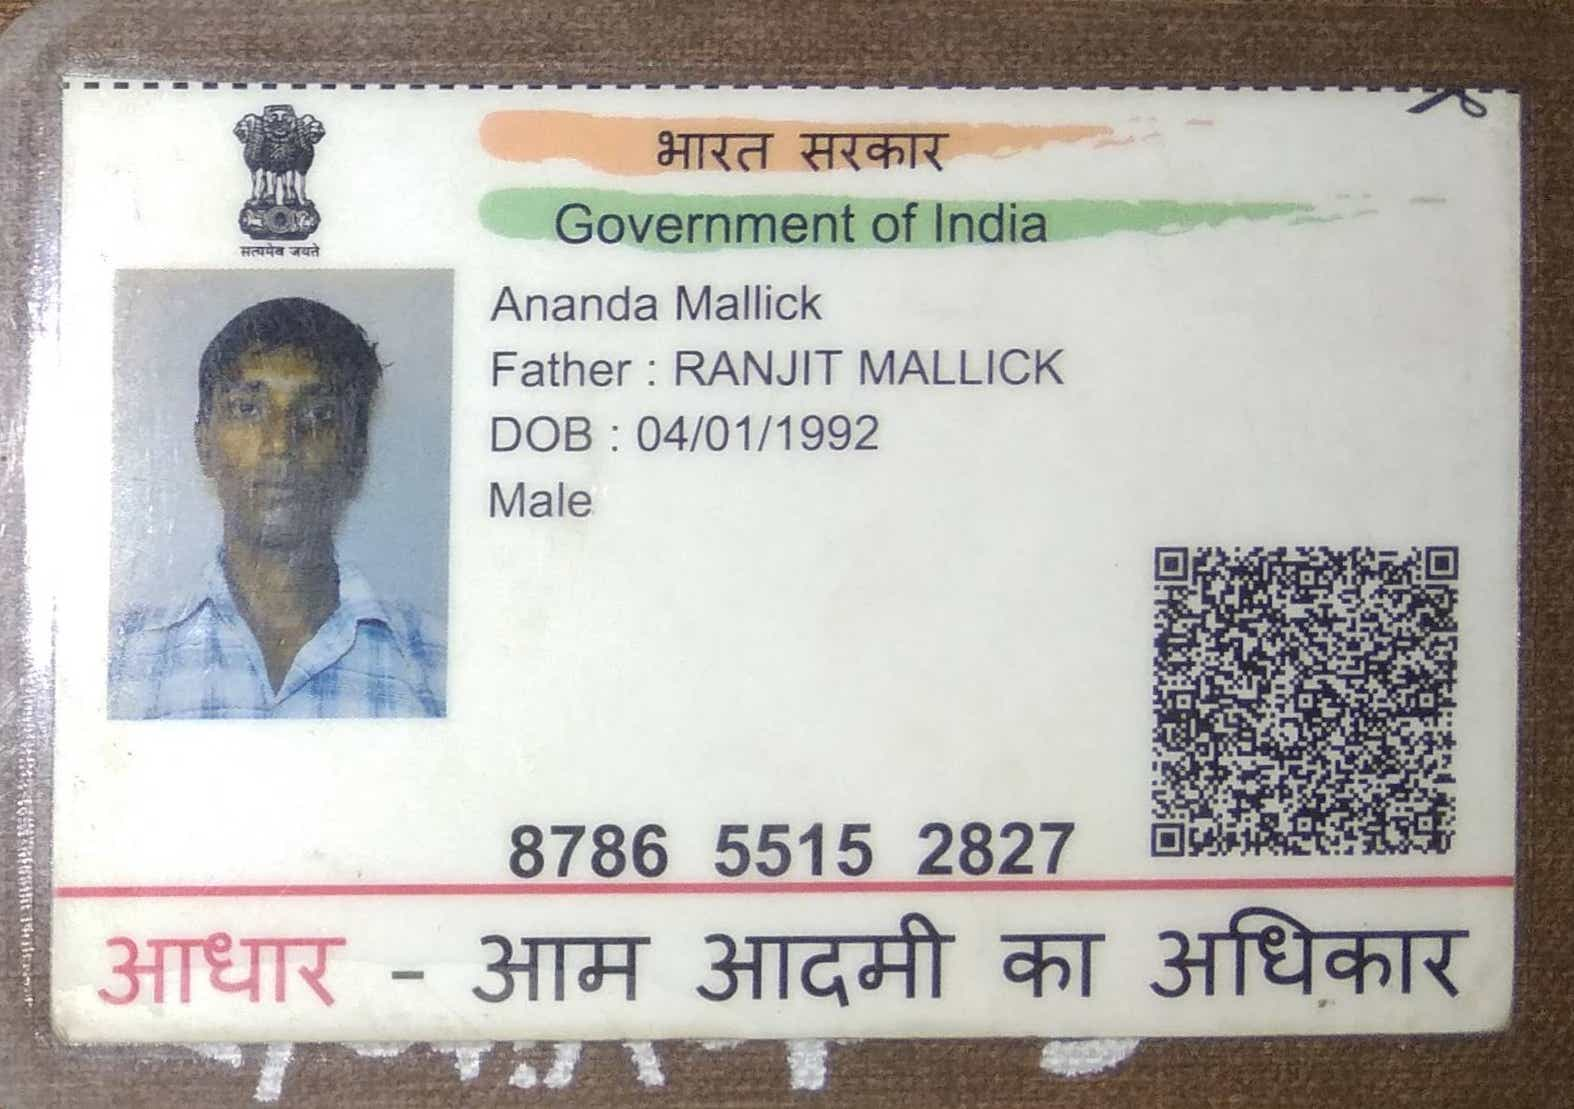 सत्यमेव जयते
भारत सरकार
Government of India
Ananda Mallick
Father : RANJIT MALLICK
DOB : 04/01/1992
Male
8786 5515 2827
आधार - आम आदमी का अधिकार